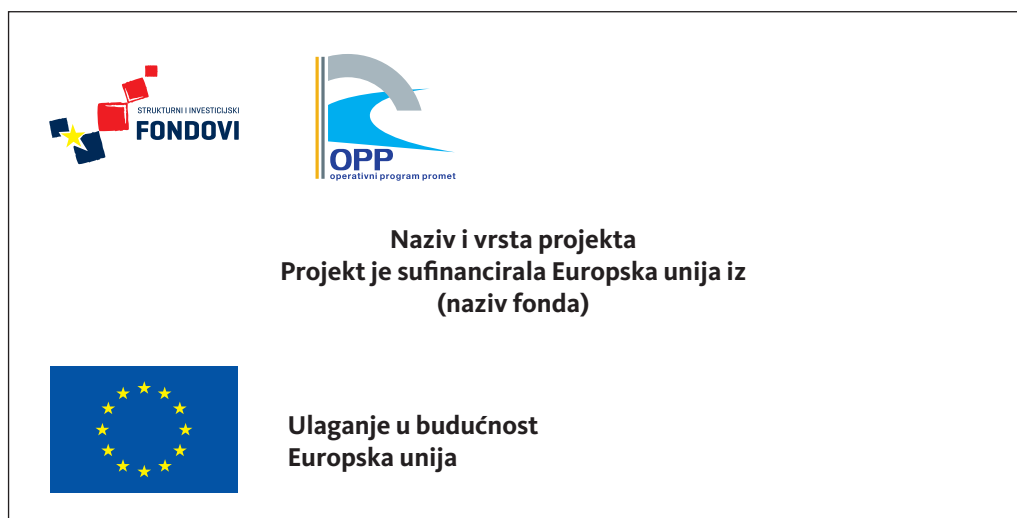 STRUKTURNI I INVESTICIJSKI
FONDOVI
OPP
operativni program promet
Naziv i vrsta projekta
Projekt je sufinancirala Europska unija iz
(naziv fonda)
Ulaganje u budućnost
Europska unija